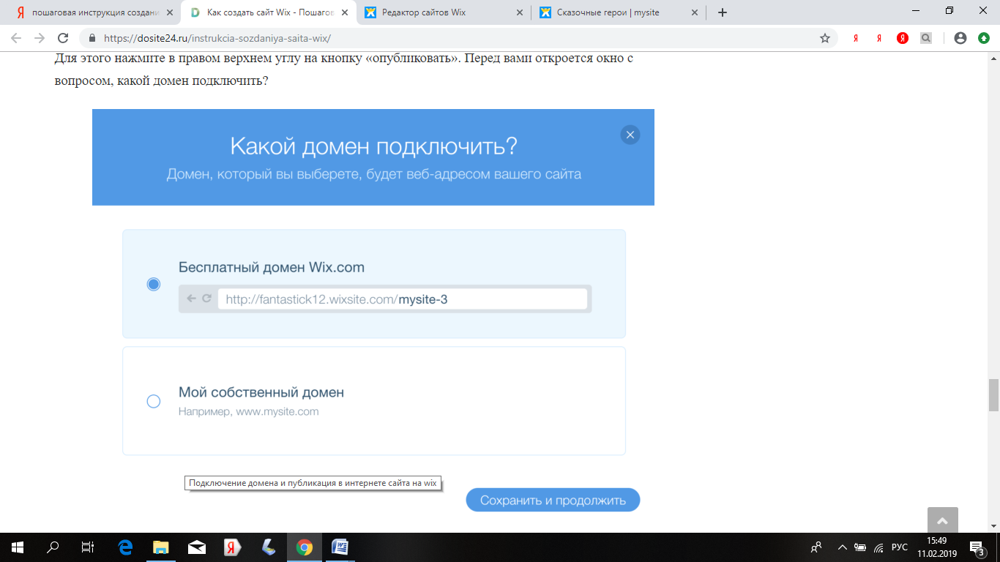 пошаговая инструкция создани
Как создать сайт Wix - Пошагов
Редактор сайтов Wix
Сказочные герои | mysite
https://dosite24.ru/instrukcia-sozdaniya-saita-wix/
Для этого нажмите в правом верхнем углу на кнопку «опубликовать». Перед вами откроется окно с
вопросом, какой домен подключить?
Какой домен подключить?
Домен, который вы выберете, будет веб-адресом вашего сайта
Бесплатный домен Wix.com
http://fantastick12.wixsite.com/mysite-3
Мой собственный домен
Например, www.mysite.com
Подключение домена и публикация в интернете сайта на wix
Сохранить и продолжить
РУС
15:49
11.02.2019
3